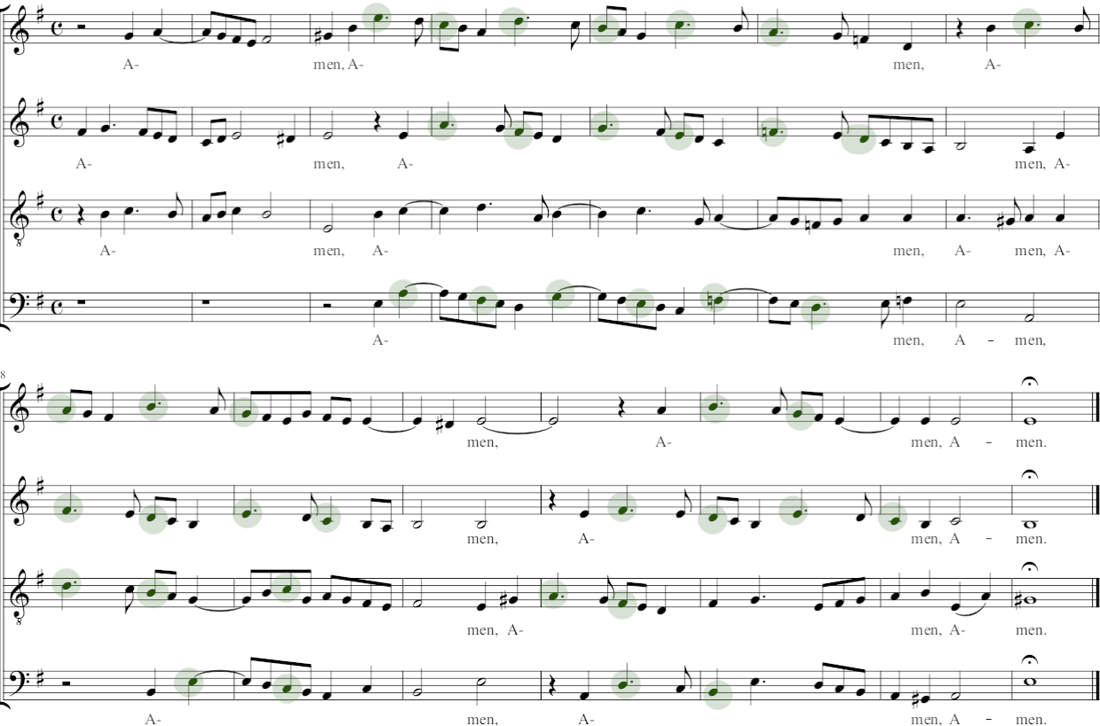 A- men, A- men, A-
A- men, A- men, A-
A- men, A- men, A- men, A-
A- men, A – men,
8
men, A- men, A – men.
men, A- men, A – men.
men, A- men, A- men.
A- men, A- men, A – men.